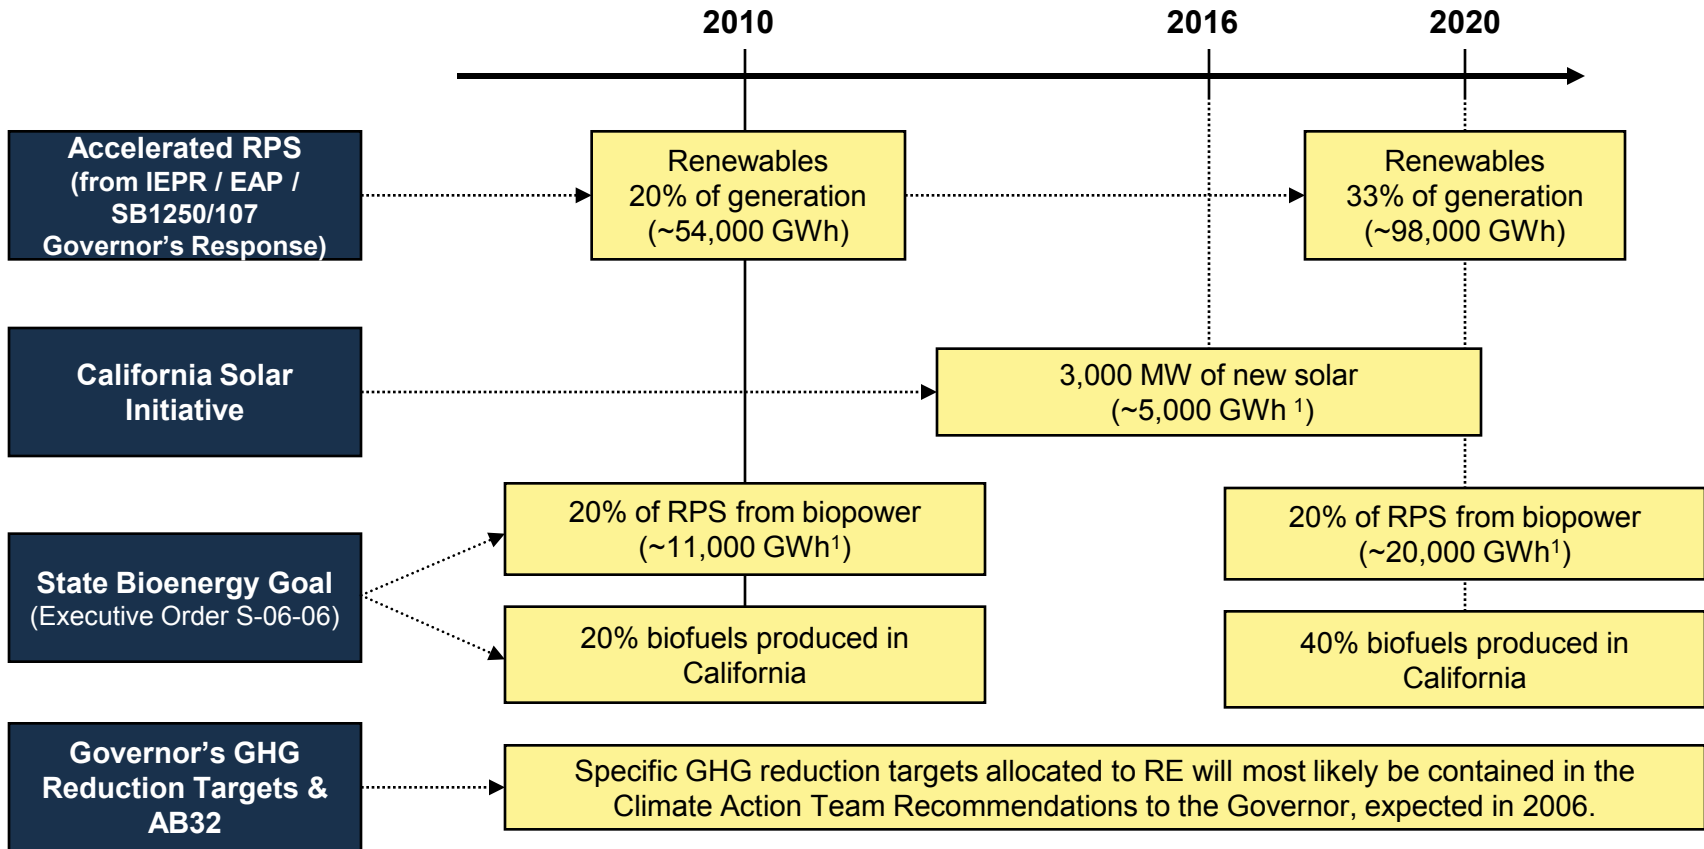 2010
2016
2020
Accelerated RPS
(from IEPR / EAP /
SB1250/107
Governor’s Response)
Renewables
20% of generation
(~54,000 GWh)
Renewables
33% of generation
(~98,000 GWh)
California Solar
Initiative
3,000 MW of new solar
(~5,000 GWh ¹)
State Bioenergy Goal
(Executive Order S-06-06)
20% of RPS from biopower
(~11,000 GWh¹)
20% of RPS from biopower
(~20,000 GWh¹)
20% biofuels produced in
California
40% biofuels produced in
California
Governor’s GHG
Reduction Targets &
AB32
Specific GHG reduction targets allocated to RE will most likely be contained in the
Climate Action Team Recommendations to the Governor, expected in 2006.